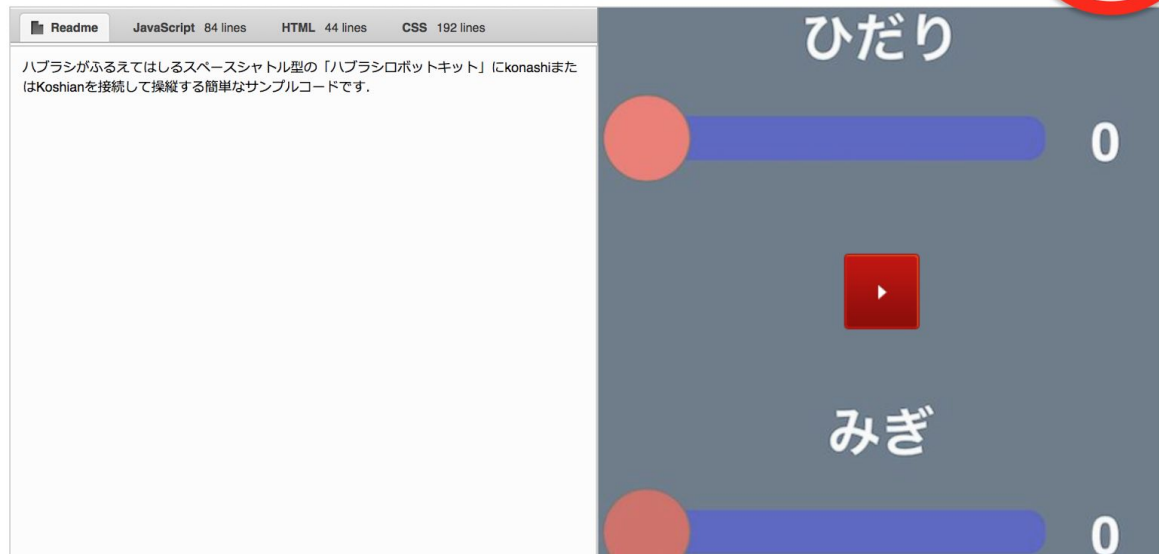 Readme JavaScript 84 lines HTML 44 lines CSS 192 lines
ハブラシがふるえてはしるスペースシャトル型の「ハブラシロボットキット」にkonashiまた
はKoshianを接続して操縦する簡単なサンプルコードです.
ひだり
0
みぎ
0